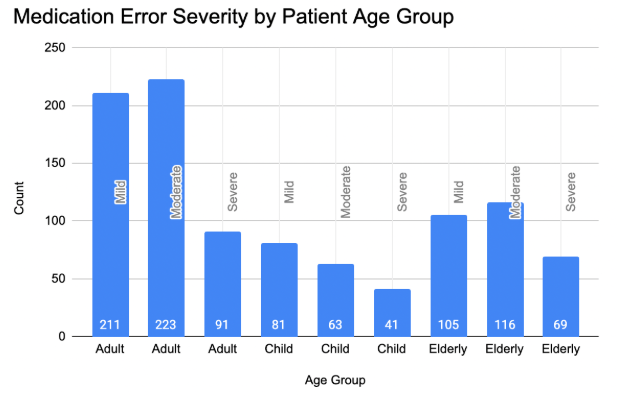 Medication Error Severity by Patient Age Group
250
200
150
100
50
0
Count
Mild
Moderate
Severe
Mild
Moderate
Severe
Mild
Moderate
Severe
211 223 91 81 63 41 105 116 69
Adult Adult Adult Child Child Child Elderly Elderly Elderly
Age Group